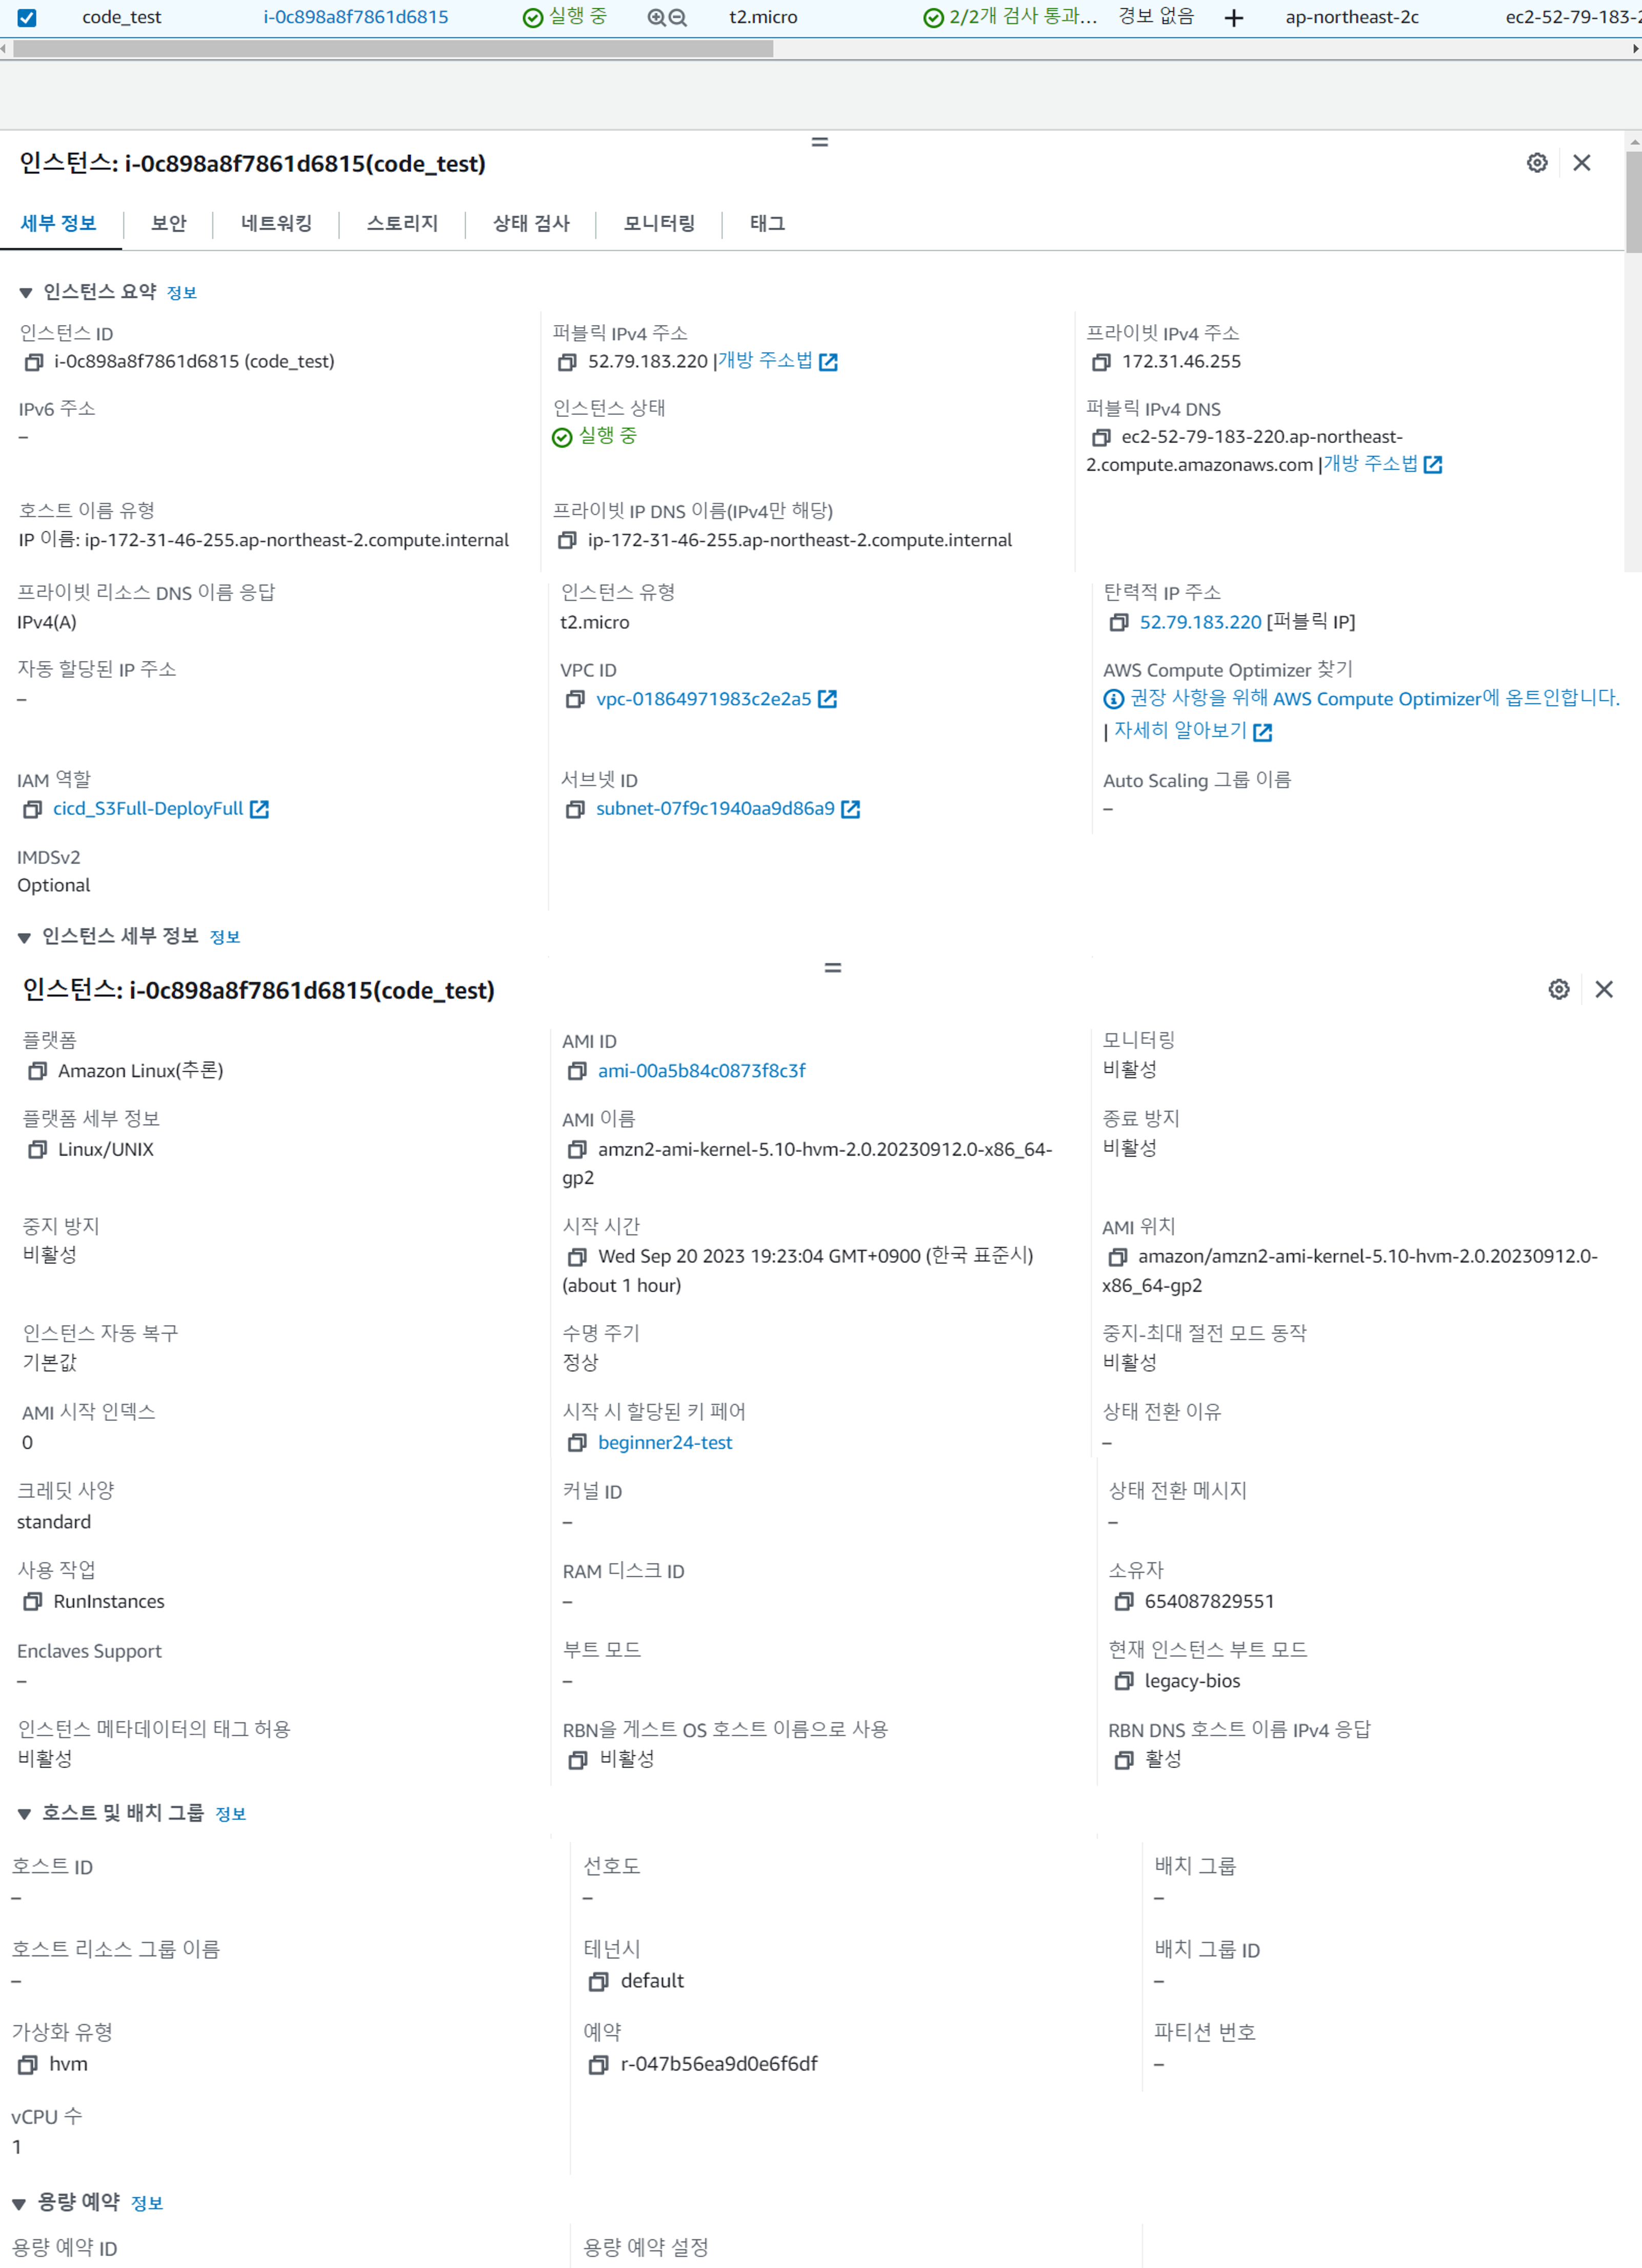 code_test i-0c898a8f7861d6815 실행 중 t2.micro 2/2개 검사 통과... 경보 없음 + ap-northeast-2c ec2-52-79-183-2
인스턴스: i-0c898a8f7861d6815(code_test)
세부 정보 보안 네트워킹 스토리지 상태 검사 모니터링 태그
인스턴스 요약 정보
인스턴스 ID 퍼블릭 IPv4 주소 프라이빗 IPv4 주소
i-0c898a8f7861d6815 (code_test) 52.79.183.220 |개방 주소법 172.31.46.255
IPv6 주소 인스턴스 상태 퍼블릭 IPv4 DNS
– 실행 중 ec2-52-79-183-220.ap-northeast-
2.compute.amazonaws.com |개방 주소법
호스트 이름 유형 프라이빗 IP DNS 이름(IPv4만 해당)
IP 이름: ip-172-31-46-255.ap-northeast-2.compute.internal ip-172-31-46-255.ap-northeast-2.compute.internal
프라이빗 리소스 DNS 이름 응답 인스턴스 유형 탄력적 IP 주소
IPv4(A) t2.micro 52.79.183.220 [퍼블릭 IP]
자동 할당된 IP 주소 VPC ID AWS Compute Optimizer 찾기
– vpc-01864971983c2e2a5 권장 사항을 위해 AWS Compute Optimizer에 옵트인합니다.
| 자세히 알아보기
IAM 역할 서브넷 ID Auto Scaling 그룹 이름
cicd_S3Full-DeployFull subnet-07f9c1940aa9d86a9 –
IMDSv2
Optional
인스턴스 세부 정보 정보
인스턴스: i-0c898a8f7861d6815(code_test)
플랫폼 AMI ID 모니터링
Amazon Linux(추론) ami-00a5b84c0873f8c3f 비활성
플랫폼 세부 정보 AMI 이름 종료 방지
Linux/UNIX amzn2-ami-kernel-5.10-hvm-2.0.20230912.0-x86_64- 비활성
gp2
중지 방지 시작 시간 AMI 위치
비활성 Wed Sep 20 2023 19:23:04 GMT+0900 (한국 표준시) amazon/amzn2-ami-kernel-5.10-hvm-2.0.20230912.0-
(about 1 hour) x86_64-gp2
인스턴스 자동 복구 수명 주기 중지-최대 절전 모드 동작
기본값 정상 비활성
AMI 시작 인덱스 시작 시 할당된 키 페어 상태 전환 이유
0 beginner24-test –
크레딧 사양 커널 ID 상태 전환 메시지
standard – –
사용 작업 RAM 디스크 ID 소유자
RunInstances – 654087829551
Enclaves Support 부트 모드 현재 인스턴스 부트 모드
– – legacy-bios
인스턴스 메타데이터의 태그 허용 RBN을 게스트 OS 호스트 이름으로 사용 RBN DNS 호스트 이름 IPv4 응답
비활성 비활성 활성
호스트 및 배치 그룹 정보
호스트 ID 선호도 배치 그룹
– – –
호스트 리소스 그룹 이름 테넌시 배치 그룹 ID
– default –
가상화 유형 예약 파티션 번호
hvm r-047b56ea9d0e6f6df –
vCPU 수
1
용량 예약 정보
용량 예약 ID 용량 예약 설정